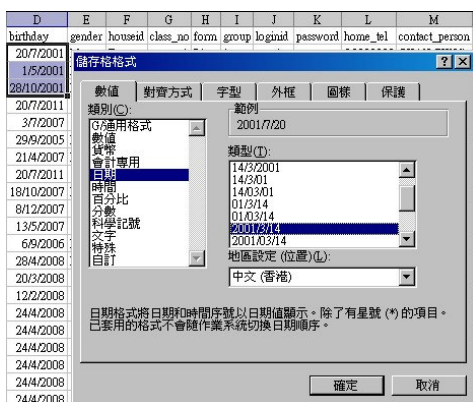 D E F G H I J K L M
birthday gender houseid class_no form group loginid password home_tel contact_person
20/7/2001
1/5/2001
28/10/2001
20/7/2011
3/7/2007
29/9/2005
21/4/2007
20/7/2011
18/10/2007
8/12/2007
13/5/2007
6/9/2006
28/4/2008
20/3/2008
12/2/2008
24/4/2008
24/4/2008
24/4/2008
24/4/2008
24/4/2008
儲存格格式
數值 對齊方式 字型 外框 圖樣 保護
類別(C):
G/通用格式
數值
貨幣
會計專用
日期
時間
百分比
分數
科學記號
文字
特殊
自訂
範例
2001/7/20
類型(T):
14/3/2001
14/3/01
14/03/01
01/3/14
01/03/14
2001/3/14
2001/03/14
地區設定 (位置)(L):
中文 (香港)
日期格式將日期和時間序號以日期值顯示。除了有星號 (*) 的項目。
已套用的格式不會隨作業系統切換日期順序。
確定 取消